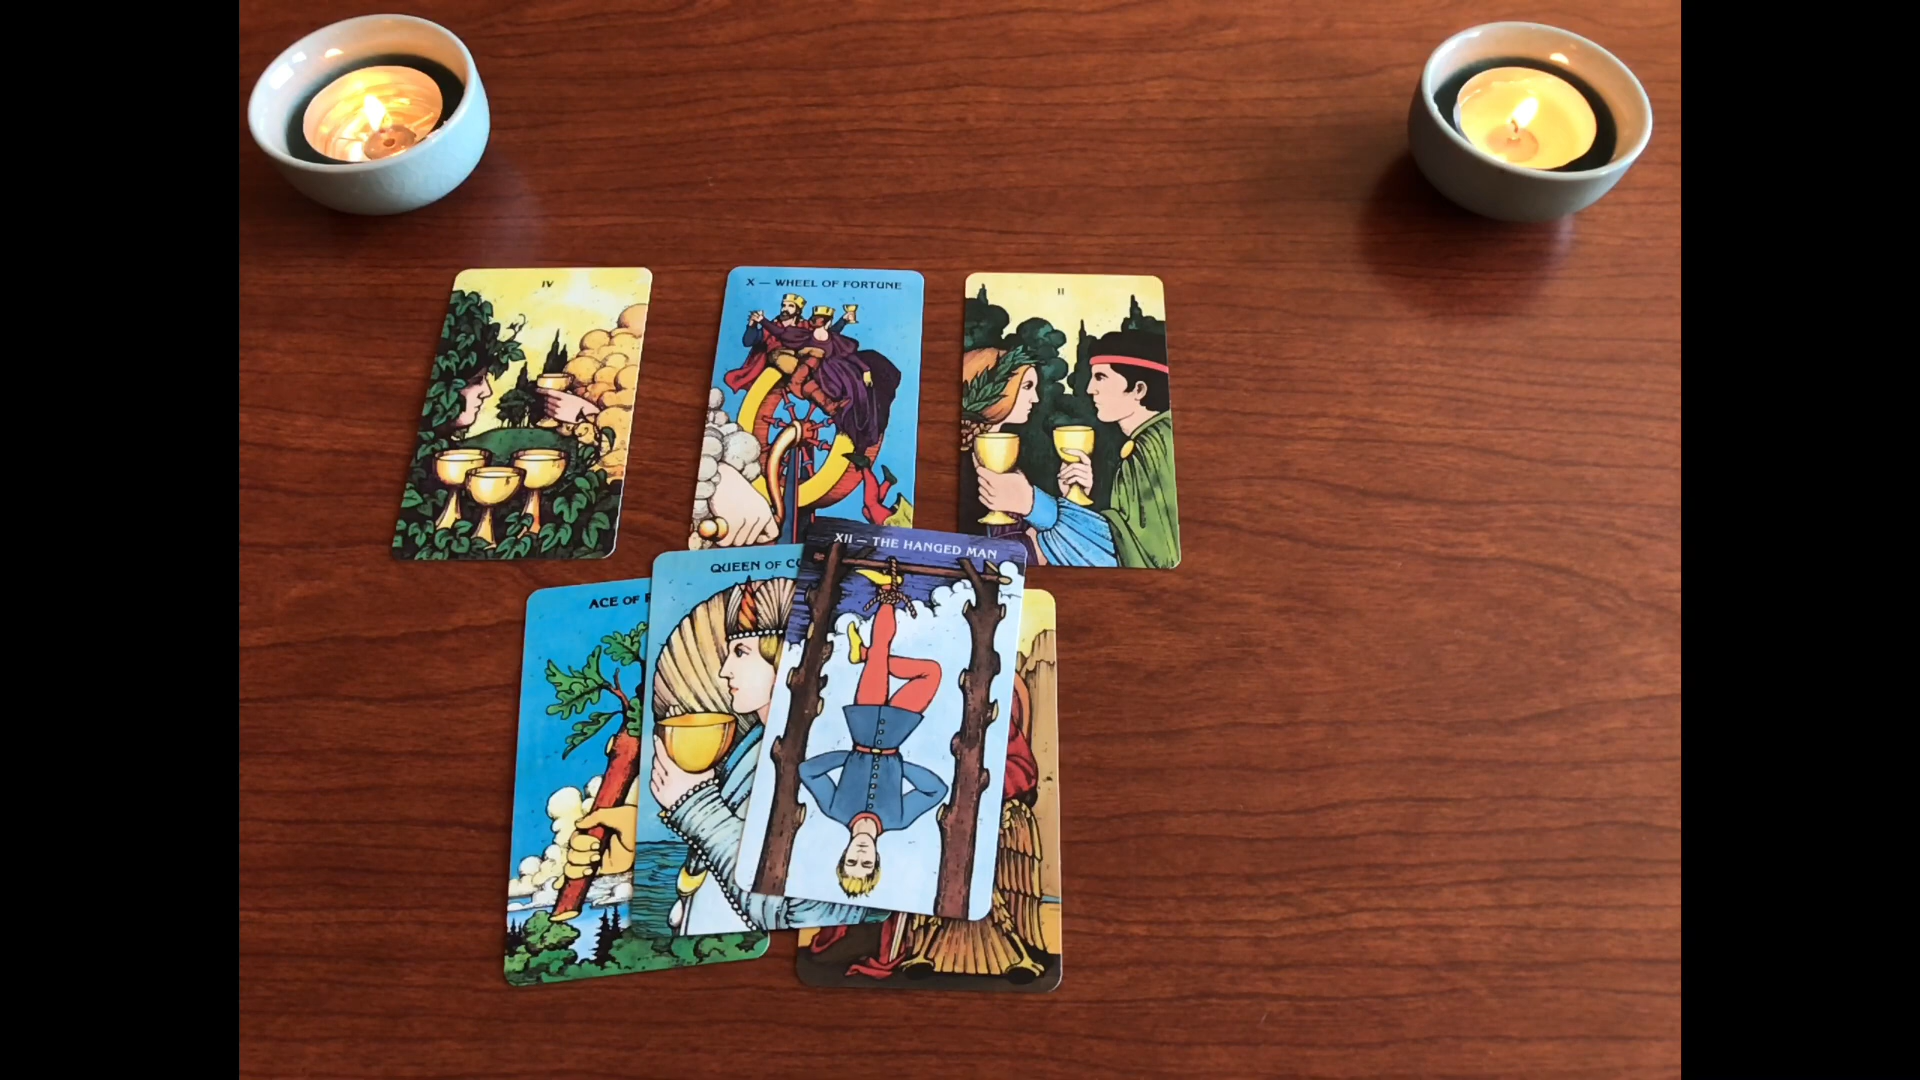 IV
X — WHEEL OF FORTUNE
II
XII — THE HANGED MAN
QUEEN OF
ACE OF